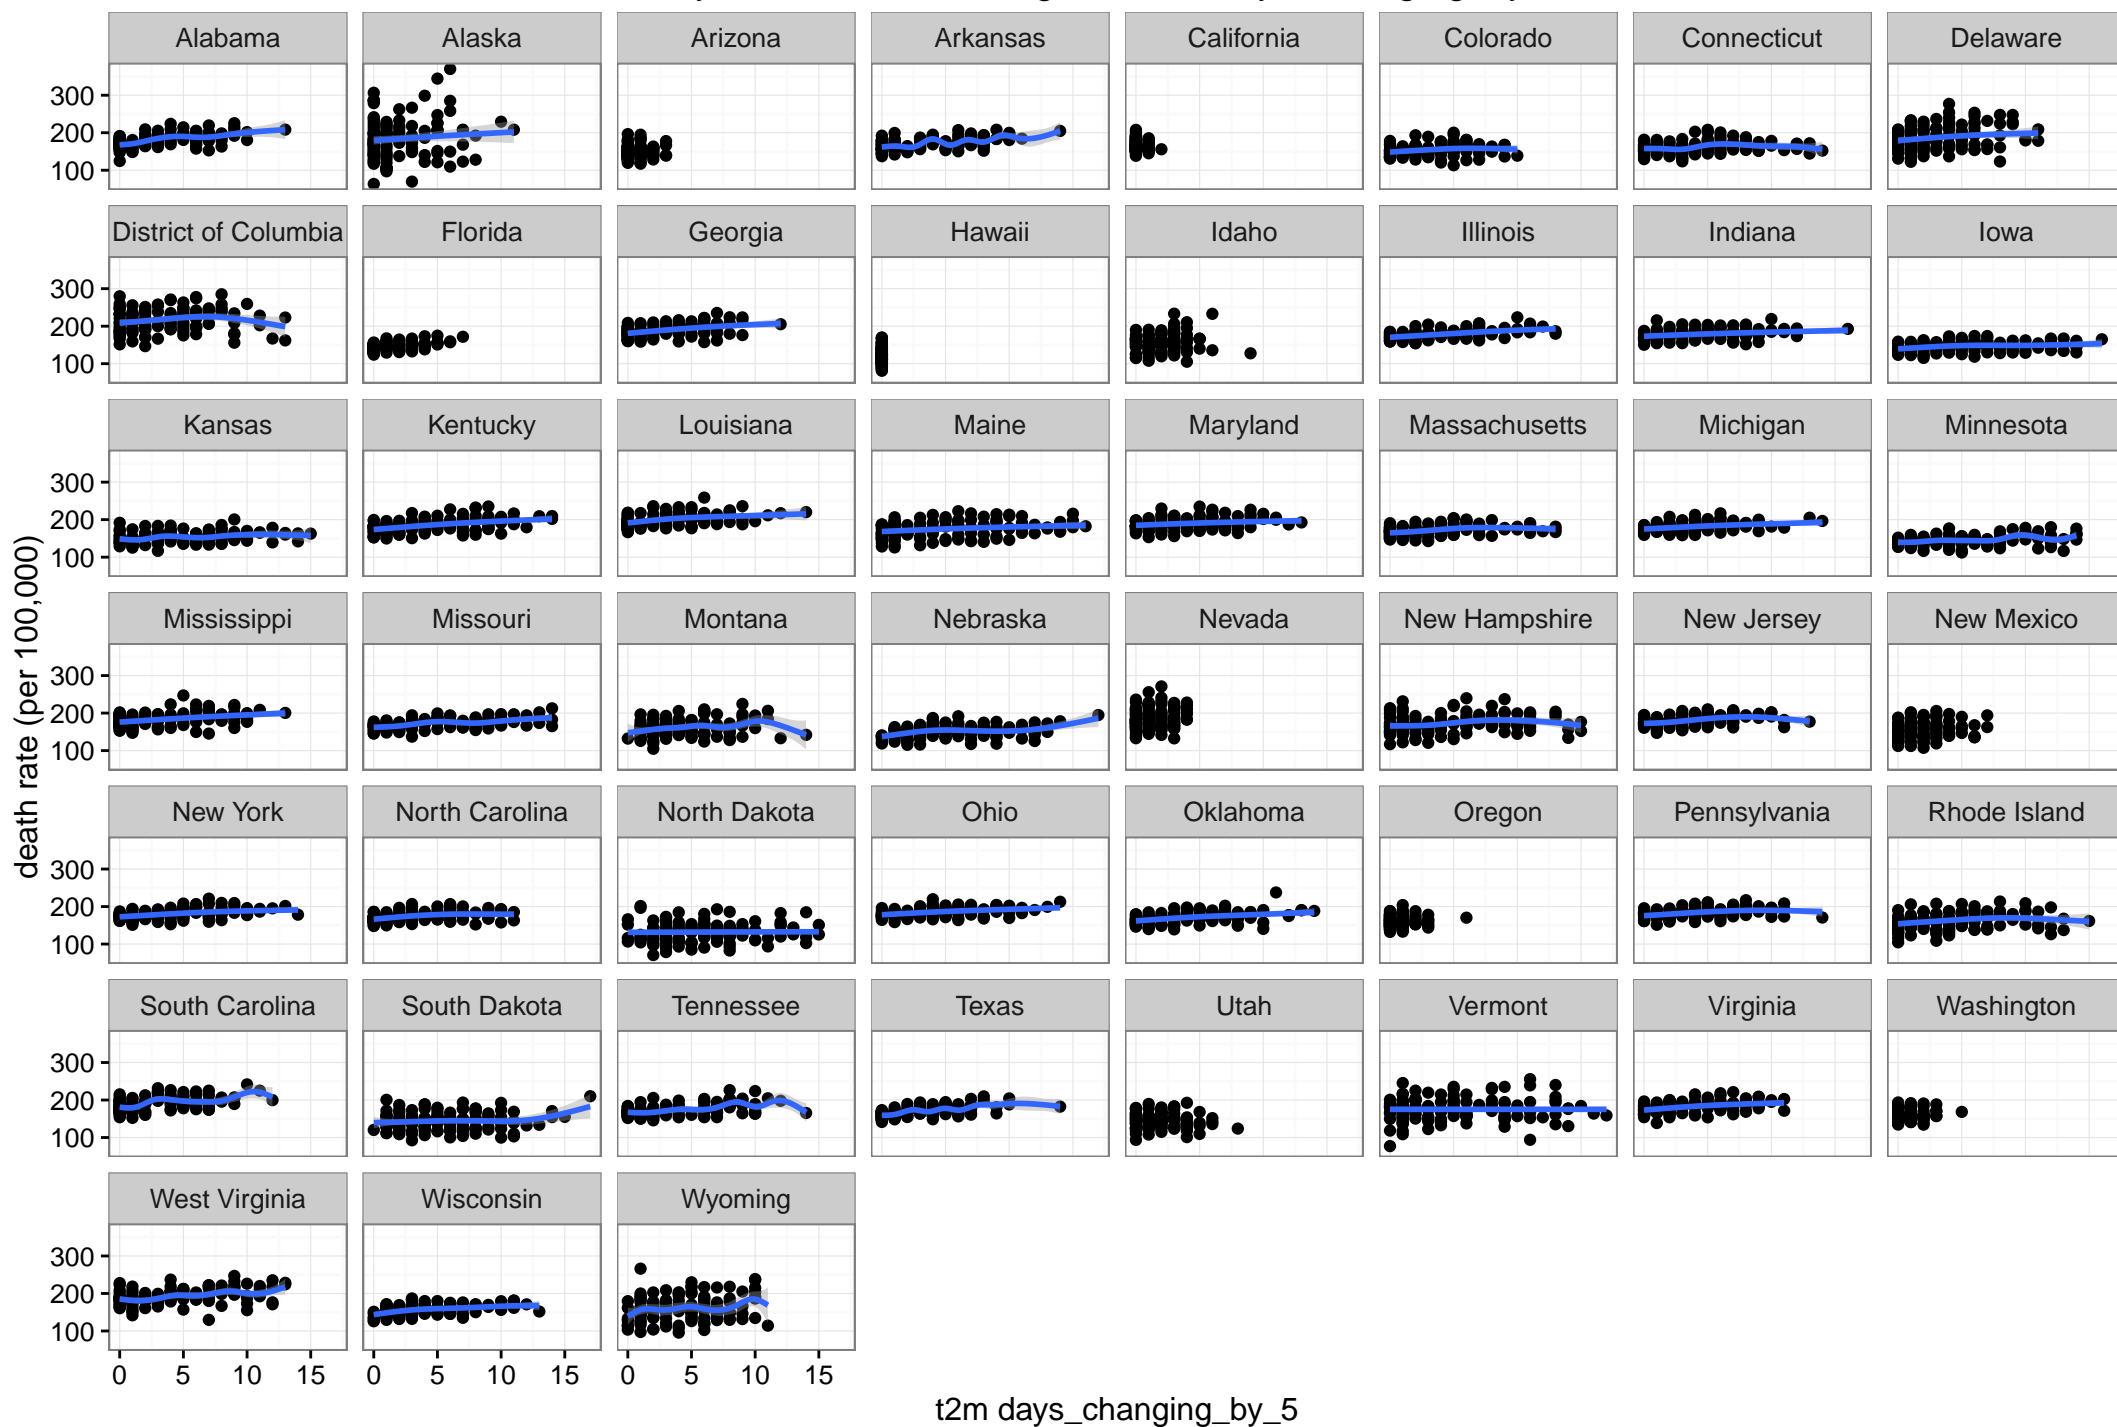 Alabama Alaska Arizona Arkansas California Colorado Connecticut Delaware
300
200
100
District of Columbia Florida Georgia Hawaii Idaho Illinois Indiana Iowa
300
200
100
Kansas Kentucky Louisiana Maine Maryland Massachusetts Michigan Minnesota
300
200
100
death rate (per 100,000)
Mississippi Missouri Montana Nebraska Nevada New Hampshire New Jersey New Mexico
300
200
100
New York North Carolina North Dakota Ohio Oklahoma Oregon Pennsylvania Rhode Island
300
200
100
South Carolina South Dakota Tennessee Texas Utah Vermont Virginia Washington
300
200
100
West Virginia Wisconsin Wyoming
300
200
100
0 5 10 15 0 5 10 15 0 5 10 15
t2m days_changing_by_5